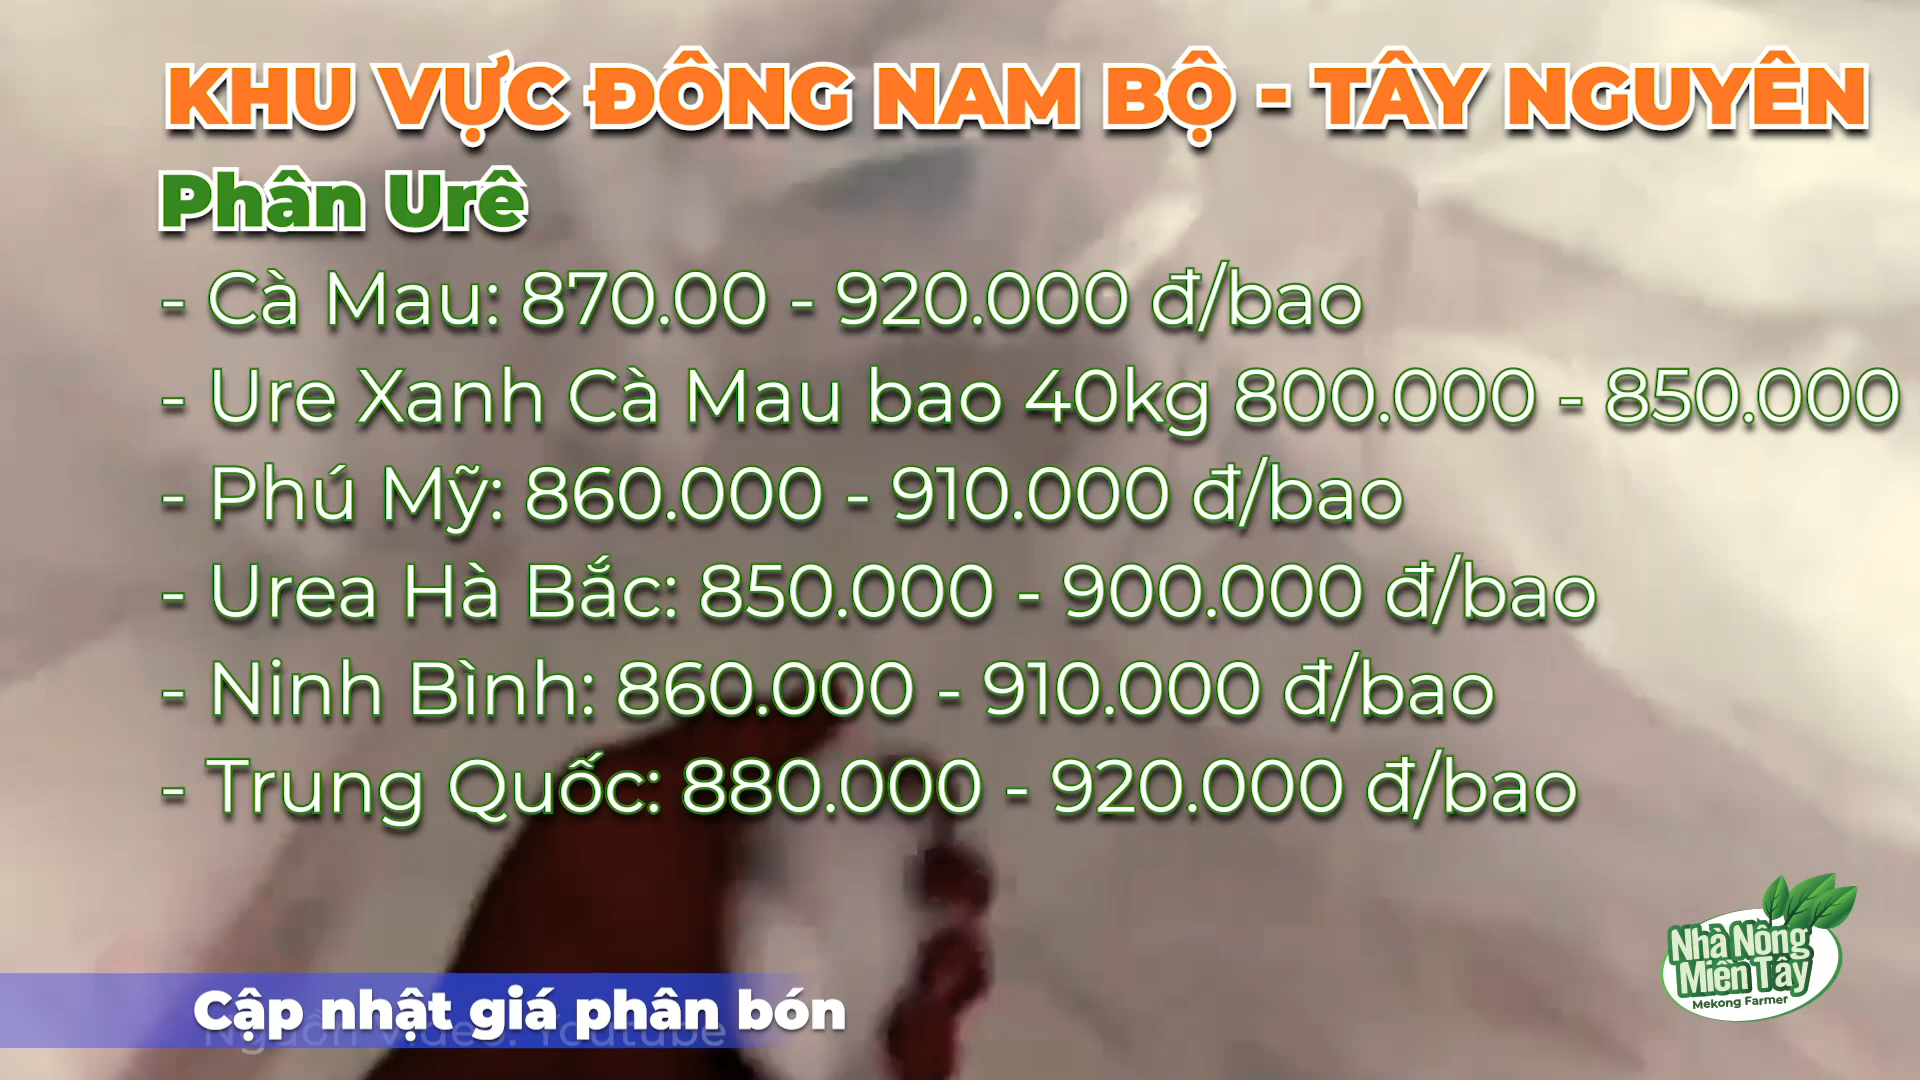 KHU VỰC ĐÔNG NAM BỘ - TÂY NGUYÊN
Phân Urê
- Cà Mau: 870.00 - 920.000 đ/bao
- Ure Xanh Cà Mau bao 40kg 800.000 - 850.000
- Phú Mỹ: 860.000 - 910.000 đ/bao
- Urea Hà Bắc: 850.000 - 900.000 đ/bao
- Ninh Bình: 860.000 - 910.000 đ/bao
- Trung Quốc: 880.000 - 920.000 đ/bao
Nhà Nông
Miền Tây
Mekong Farmer
Cập nhật giá phân bón
Nguồn video: Youtube